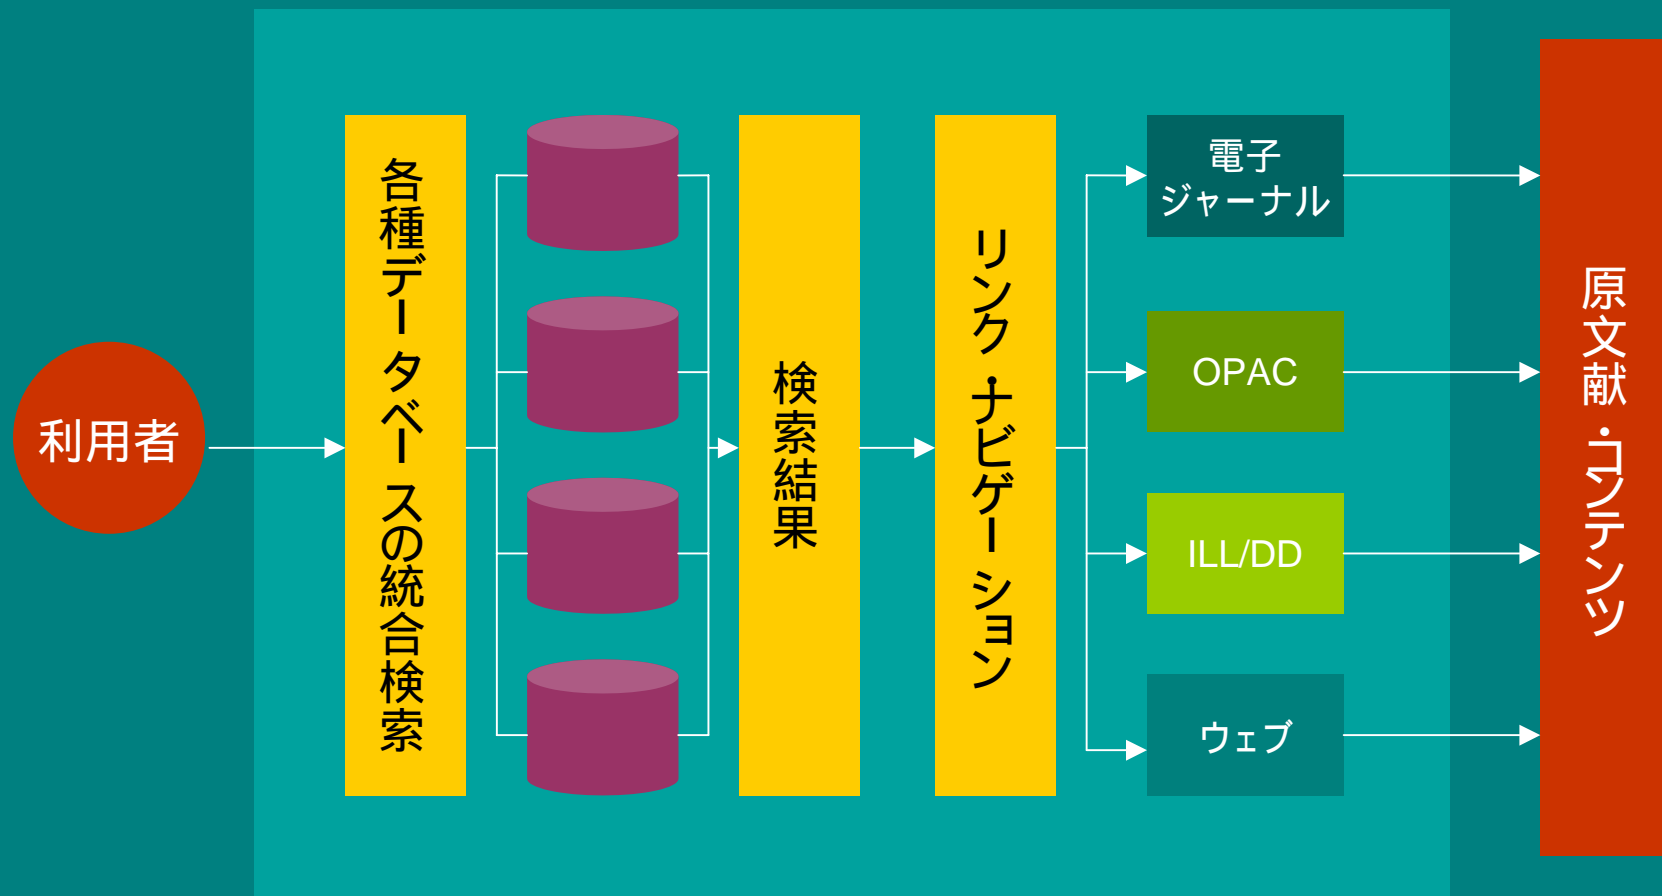 利用者
各種データベースの統合検索
検索結果
リンク・ナビゲーション
電子
ジャーナル
OPAC
ILL/DD
ウェブ
原文献・コンテンツ